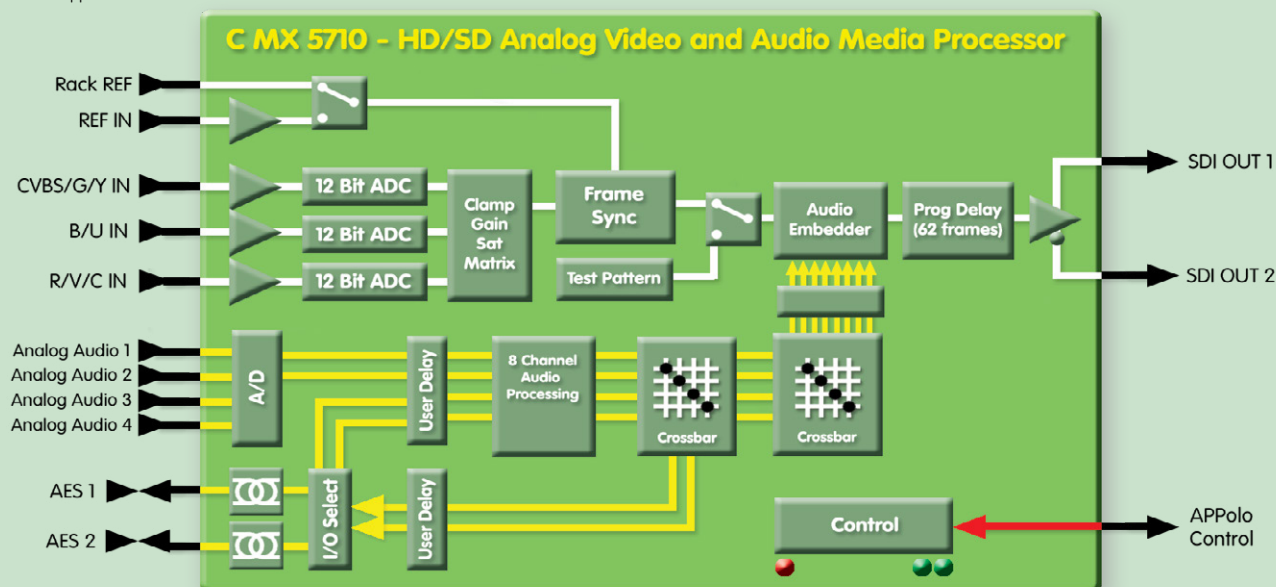 C MX 5710 - HD/SD Analog Video and Audio Media Processor
Rack REF
REF IN
CVBS/G/Y IN
B/U IN
R/V/C IN
12 Bit ADC
12 Bit ADC
12 Bit ADC
Clamp
Gain
Sat
Matrix
Frame
Sync
Test Pattern
Audio
Embedder
Prog Delay
(62 frames)
SDI OUT 1
SDI OUT 2
Analog Audio 1
Analog Audio 2
Analog Audio 3
Analog Audio 4
A/D
User Delay
8 Channel
Audio
Processing
Crossbar
Crossbar
AES 1
AES 2
I/O Select
User Delay
Control
APPolo
Control